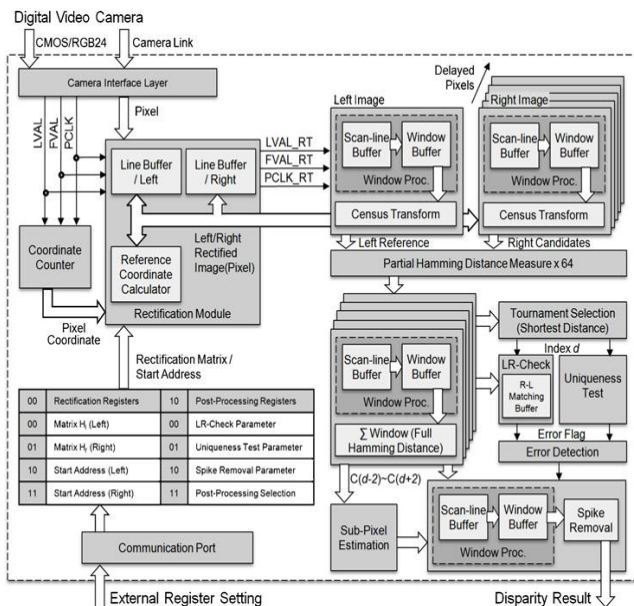 Digital Video Camera
CMOS/RGB24
Camera Link
Camera Interface Layer
LVAL
FVAL
PCLK
Pixel
Line Buffer
/ Left
Line Buffer
/ Right
LVAL_RT
FVAL_RT
PCLK_RT
Coordinate
Counter
Reference
Coordinate
Calculator
Left/Right
Rectified
Image(Pixel)
Rectification Module
Pixel
Coordinate
Rectification Matrix /
Start Address
Delayed
Pixels
Left Image
Scan-line
Buffer
Window
Buffer
Window Proc.
Census Transform
Right Image
Scan-line
Buffer
Window
Buffer
Window Proc.
Census Transform
Left Reference
Right Candidates
Partial Hamming Distance Measure x 64
Scan-line
Buffer
Window
Buffer
Window Proc.
∑ Window (Full
Hamming Distance)
Tournament Selection
(Shortest Distance)
Index d
LR-Check
R-L
Matching
Buffer
Uniqueness
Test
Error Flag
Error Detection
C(d-2)~C(d+2)
Sub-Pixel
Estimation
Scan-line
Buffer
Window
Buffer
Window Proc.
Spike
Removal
00 Rectification Registers 10 Post-Processing Registers
00 Matrix Hl (Left) 00 LR-Check Parameter
01 Matrix Hr (Right) 01 Uniqueness Test Parameter
10 Start Address (Left) 10 Spike Removal Parameter
11 Start Address (Right) 11 Post-Processing Selection
Communication Port
External Register Setting
Disparity Result